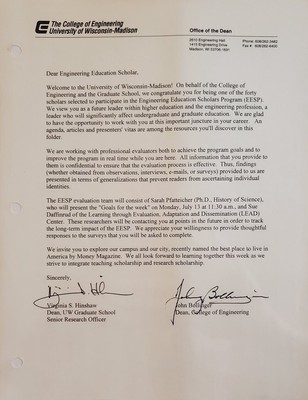 The College of Engineering
University of Wisconsin-Madison
Office of the Dean
2610 Engineering Hall
1415 Engineering Drive
Madison, WI 53706-1691
Phone: 608/262-3482
Fax #: 608/262-6400
Dear Engineering Education Scholar,
Welcome to the University of Wisconsin-Madison! On behalf of the College of
Engineering and the Graduate School, we congratulate you for being one of the forty
scholars selected to participate in the Engineering Education Scholars Program (EESP).
We view you as a future leader within higher education and the engineering profession, a
leader who will significantly affect undergraduate and graduate education. We are glad
to have the opportunity to work with you at this important juncture in your career. An
agenda, articles and presenters' vitas are among the resources you'll discover in this
folder.
We are working with professional evaluators both to achieve the program goals and to
improve the program in real time while you are here. All information that you provide to
them is confidential to ensure that the evaluation process is effective. Thus, findings
(whether obtained from observations, interviews, e-mails, or surveys) provided to us are
presented in terms of generalizations that prevent readers from ascertaining individual
identities.
The EESP evaluation team will consist of Sarah Pfatteicher (Ph.D., History of Science),
who will present the "Goals for the week" on Monday, July 13 at 11:30 a.m., and Sue
Daffinrud of the Learning through Evaluation, Adaptation and Dissemination (LEAD)
Center. These researchers will be contacting you at points in the future in order to track
the long-term impact of the EESP. We appreciate your willingness to provide thoughtful
responses to the surveys that you will be asked to complete.
We invite you to explore our campus and our city, recently named the best place to live in
America by Money Magazine. We all look forward to learning together this week as we
strive to integrate teaching scholarship and research scholarship.
Sincerely,
Virginia S. Hinshaw
Dean, UW Graduate School
Senior Research Officer
John Bollinger
Dean, College of Engineering